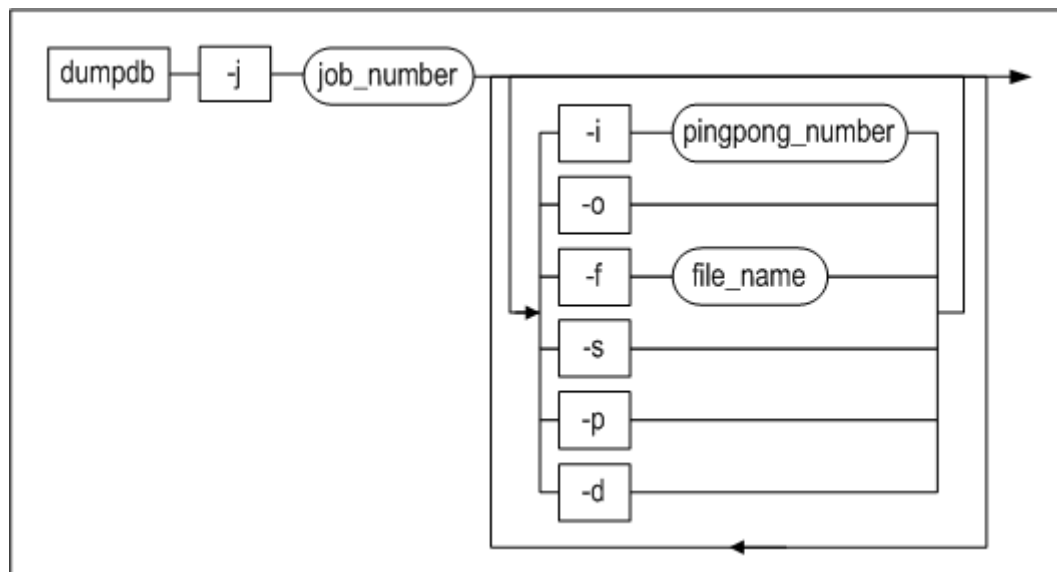 dumpdb -j job_number
-i pingpong_number
-o
-f file_name
-s
-p
-d